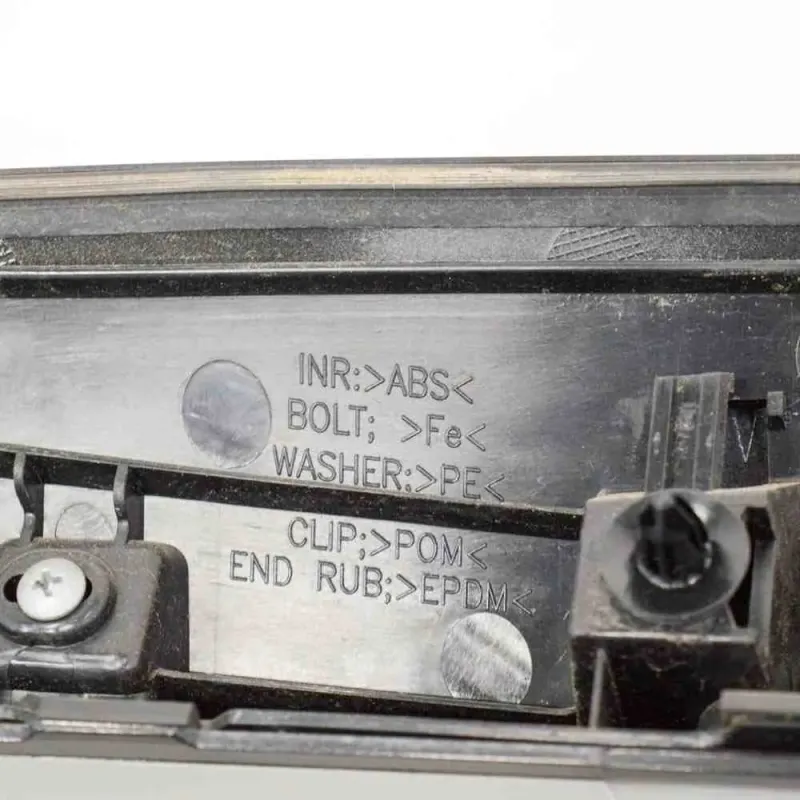 INR:>ABS<
BOLT; >Fe<
WASHER:>PE<
CLIP;>POM<
END RUB;>EPDM<